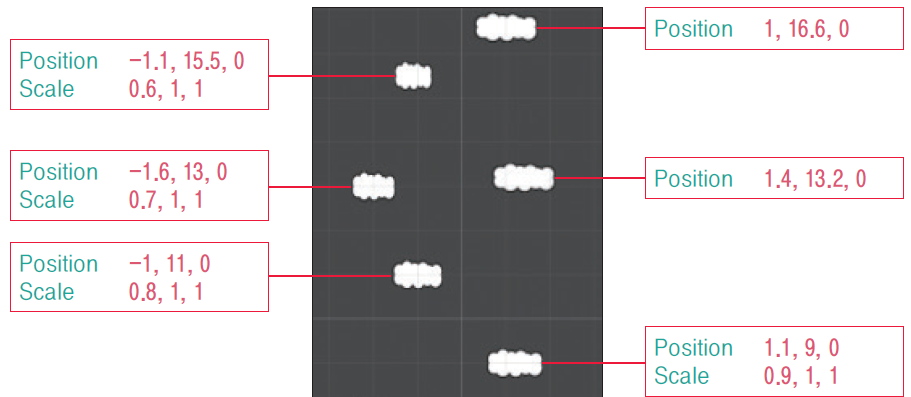 Position 1, 16.6, 0
Position -1.1, 15.5, 0
Scale 0.6, 1, 1
Position -1.6, 13, 0
Scale 0.7, 1, 1
Position 1.4, 13.2, 0
Position -1, 11, 0
Scale 0.8, 1, 1
Position 1.1, 9, 0
Scale 0.9, 1, 1